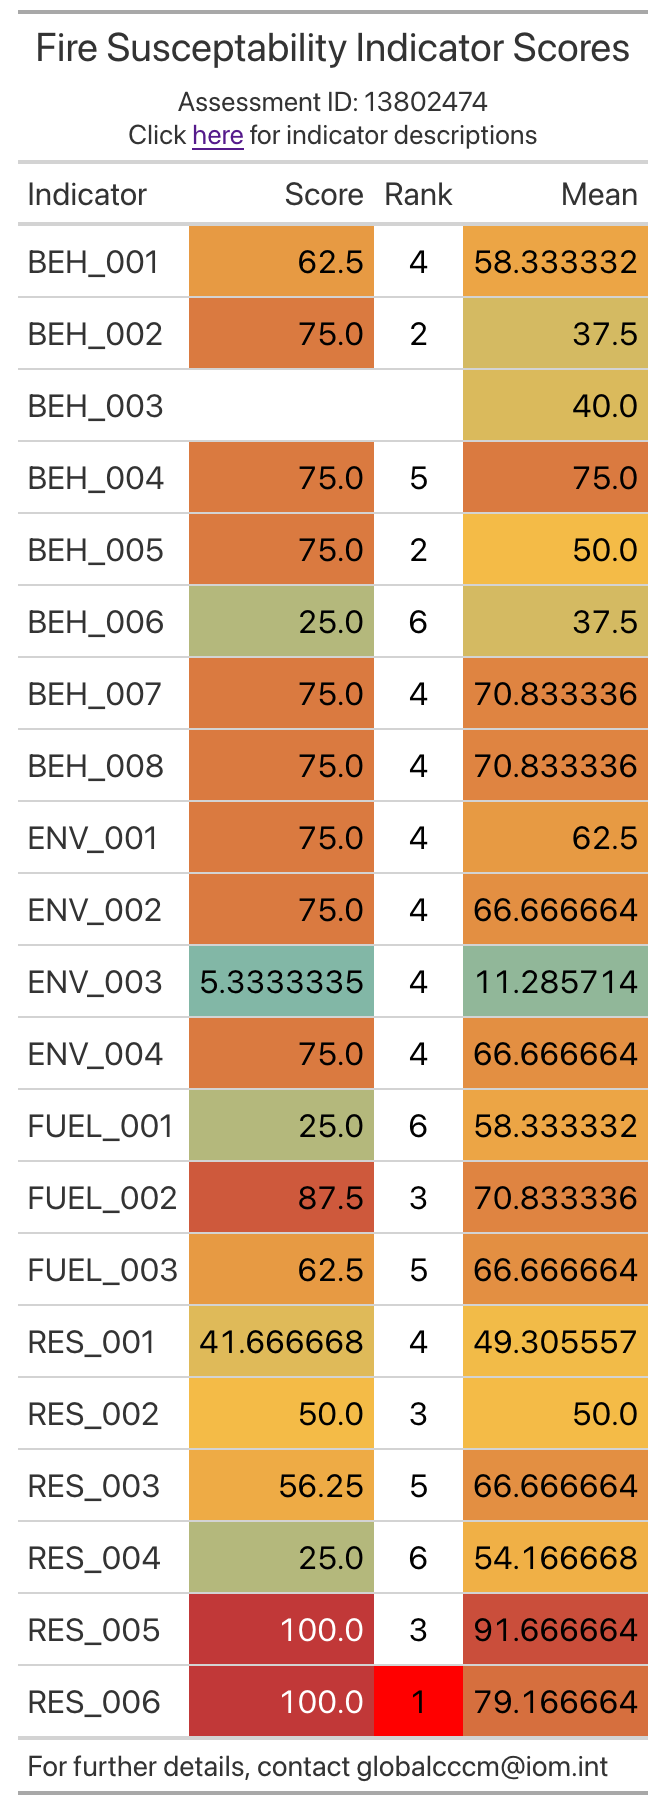 Fire Susceptability Indicator Scores
Assessment ID: 13802474
Click here for indicator descriptions
Indicator Score Rank Mean
BEH_001 62.5 4 58.333332
BEH_002 75.0 2 37.5
BEH_003 40.0
BEH_004 75.0 5 75.0
BEH_005 75.0 2 50.0
BEH_006 25.0 6 37.5
BEH_007 75.0 4 70.833336
BEH_008 75.0 4 70.833336
ENV_001 75.0 4 62.5
ENV_002 75.0 4 66.666664
ENV_003 5.3333335 4 11.285714
ENV_004 75.0 4 66.666664
FUEL_001 25.0 6 58.333332
FUEL_002 87.5 3 70.833336
FUEL_003 62.5 5 66.666664
RES_001 41.666668 4 49.305557
RES_002 50.0 3 50.0
RES_003 56.25 5 66.666664
RES_004 25.0 6 54.166668
RES_005 100.0 3 91.666664
RES_006 100.0 1 79.166664
For further details, contact globalcccm@iom.int